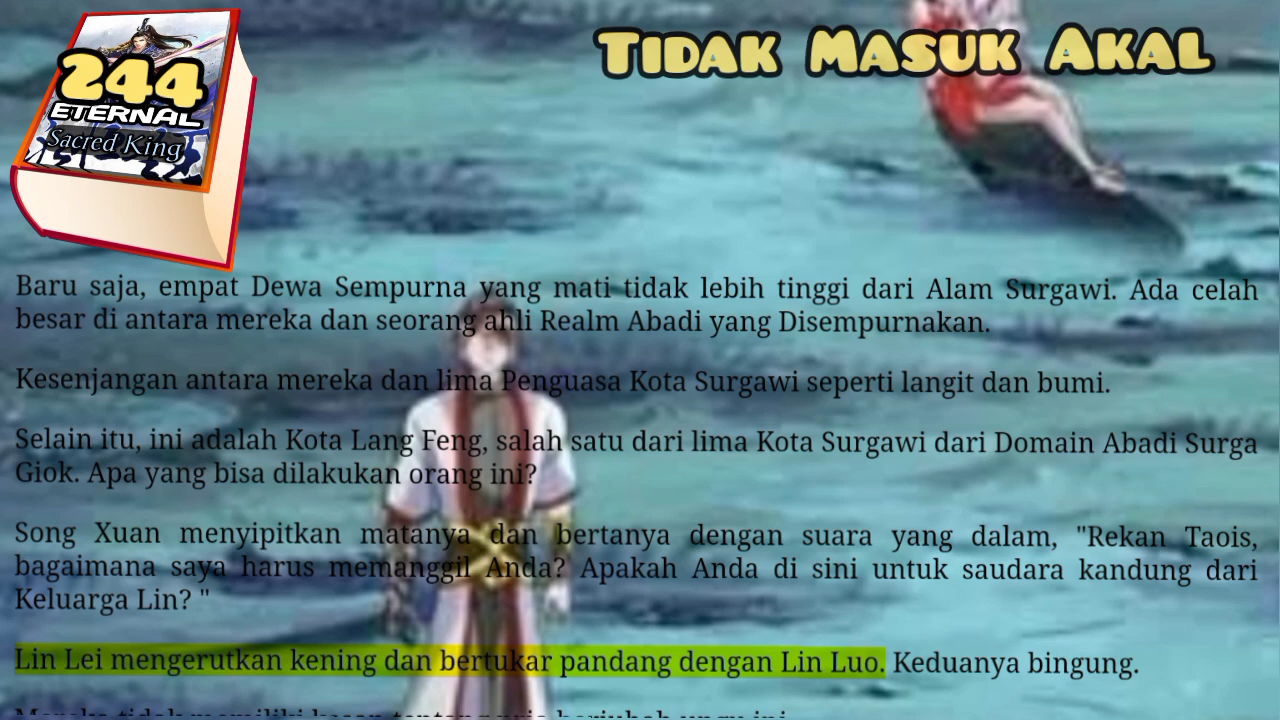 244
ETERNAL
Sacred King
TIDAK MASUK AKAL
Baru saja, empat Dewa Sempurna yang mati tidak lebih tinggi dari Alam Surgawi. Ada celah
besar di antara mereka dan seorang ahli Realm Abadi yang Disempurnakan.
Kesenjangan antara mereka dan lima Penguasa Kota Surgawi seperti langit dan bumi.
Selain itu, ini adalah Kota Lang Feng, salah satu dari lima Kota Surgawi dari Domain Abadi Surga
Giok. Apa yang bisa dilakukan orang ini?
Song Xuan menyipitkan matanya dan bertanya dengan suara yang dalam, "Rekan Taois,
bagaimana saya harus memanggil Anda? Apakah Anda di sini untuk saudara kandung dari
Keluarga Lin? "
Lin Lei mengerutkan kening dan bertukar pandang dengan Lin Luo. Keduanya bingung.